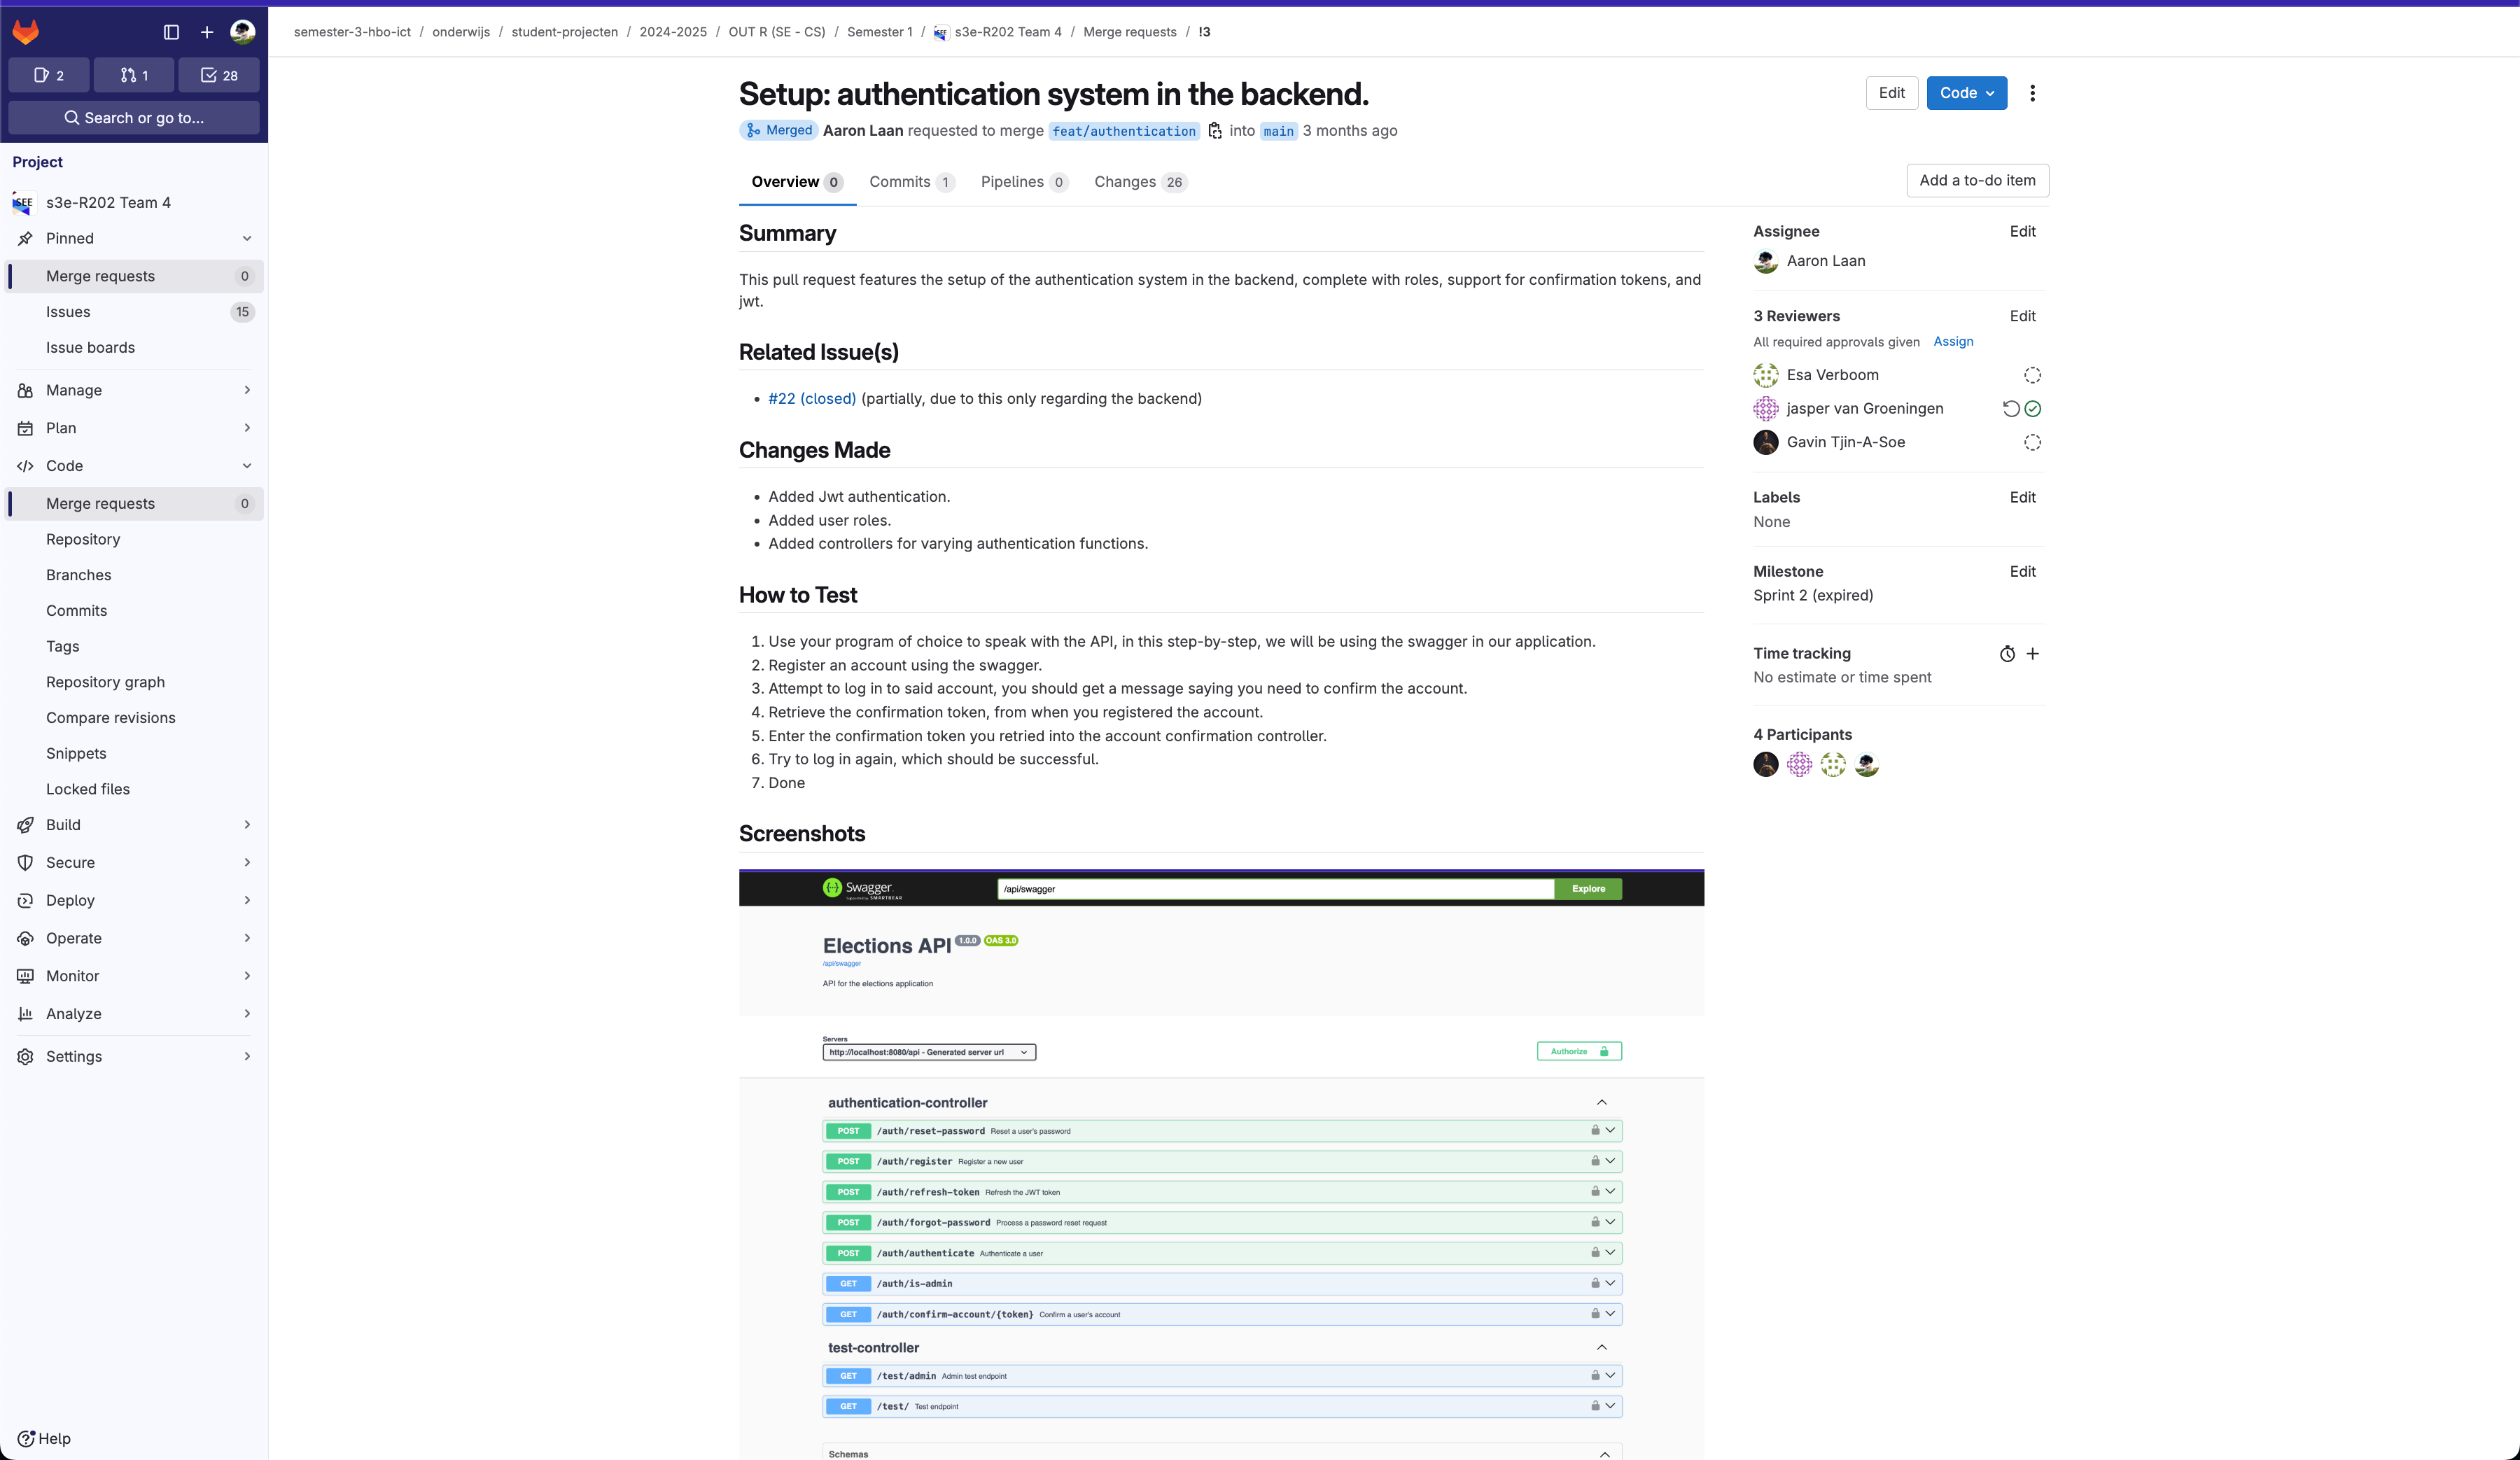 semester-3-hbo-ict / onderwijs / student-projecten / 2024-2025 / OUT R (SE - CS) / Semester 1 / s3e-R202 Team 4 / Merge requests / !3
2
1
28
Search or go to...
Project
SEE s3e-R202 Team 4
Pinned
Merge requests 0
Issues 15
Issue boards
Manage
Plan
Code
Merge requests 0
Repository
Branches
Commits
Tags
Repository graph
Compare revisions
Snippets
Locked files
Build
Secure
Deploy
Operate
Monitor
Analyze
Settings
Help
Setup: authentication system in the backend.
Edit
Code
Merged Aaron Laan requested to merge feat/authentication into main 3 months ago
Overview 0 Commits 1 Pipelines 0 Changes 26
Add a to-do item
Summary
This pull request features the setup of the authentication system in the backend, complete with roles, support for confirmation tokens, and
jwt.
Related Issue(s)
• #22 (closed) (partially, due to this only regarding the backend)
Changes Made
• Added Jwt authentication.
• Added user roles.
• Added controllers for varying authentication functions.
How to Test
1. Use your program of choice to speak with the API, in this step-by-step, we will be using the swagger in our application.
2. Register an account using the swagger.
3. Attempt to log in to said account, you should get a message saying you need to confirm the account.
4. Retrieve the confirmation token, from when you registered the account.
5. Enter the confirmation token you retried into the account confirmation controller.
6. Try to log in again, which should be successful.
7. Done
Screenshots
Swagger
Supported by SMARTBEAR
/api/swagger
Explore
Elections API 1.0.0 OAS 3.0
/api/swagger
API for the elections application
Servers
http://localhost:8080/api - Generated server url
Authorize
authentication-controller
POST /auth/reset-password Reset a user's password
POST /auth/register Register a new user
POST /auth/refresh-token Refresh the JWT token
POST /auth/forgot-password Process a password reset request
POST /auth/authenticate Authenticate a user
GET /auth/is-admin
GET /auth/confirm-account/{token} Confirm a user's account
test-controller
GET /test/admin Admin test endpoint
GET /test/ Test endpoint
Schemas
Assignee Edit
Aaron Laan
3 Reviewers Edit
All required approvals given Assign
Esa Verboom
jasper van Groeningen
Gavin Tjin-A-Soe
Labels Edit
None
Milestone Edit
Sprint 2 (expired)
Time tracking
No estimate or time spent
4 Participants